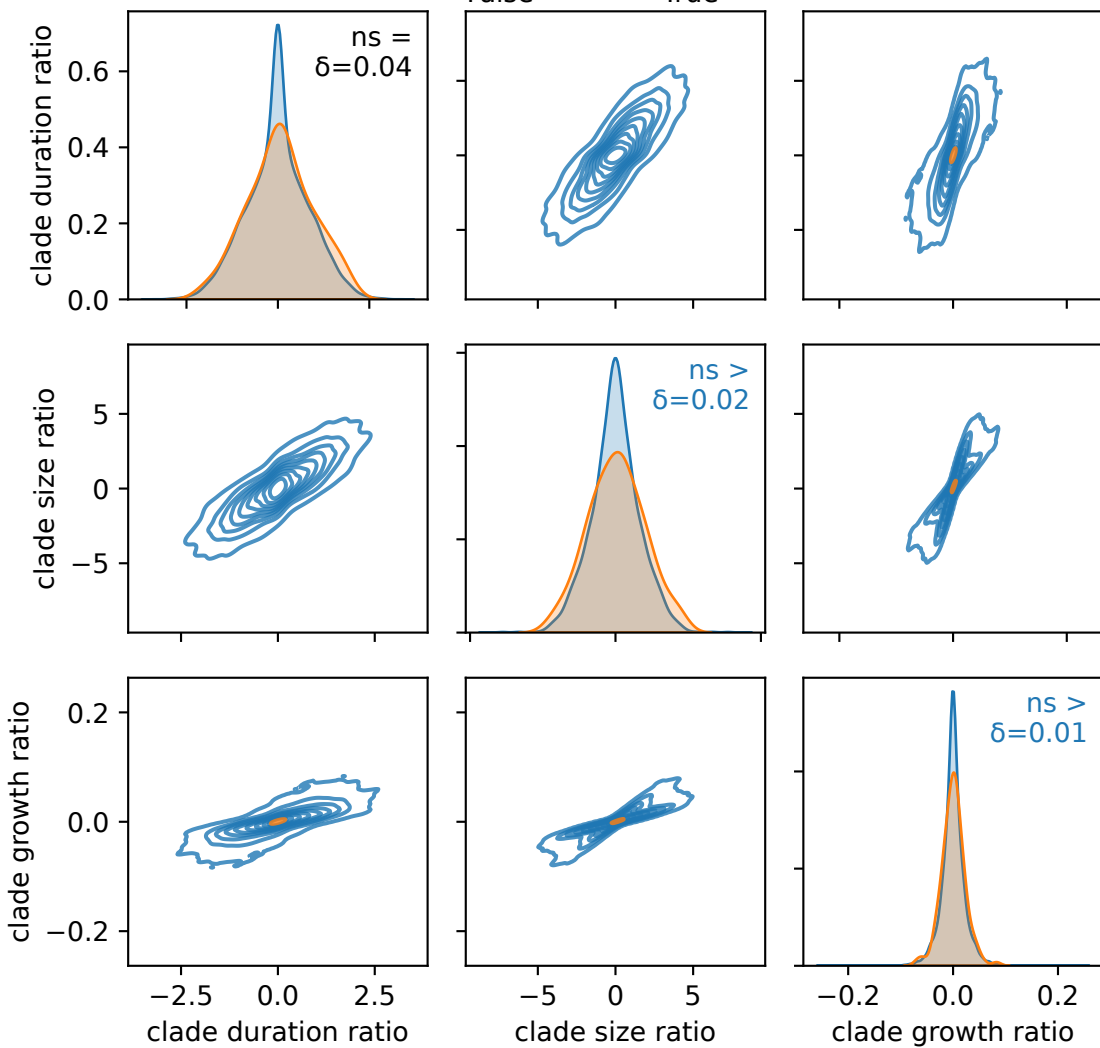 clade duration ratio
0.6
0.4
0.2
0.0
ns =
δ=0.04
clade size ratio
5
0
−5
ns >
δ=0.02
clade growth ratio
0.2
0.0
−0.2
ns >
δ=0.01
−2.5 0.0 2.5
−5 0 5
−0.2 0.0 0.2
clade duration ratio
clade size ratio
clade growth ratio